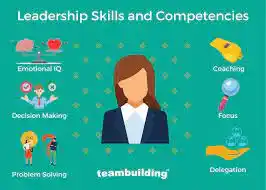 Leadership Skills and Competencies
Emotional IQ
Coaching
Decision Making
Focus
Problem Solving
Delegation
teambuilding